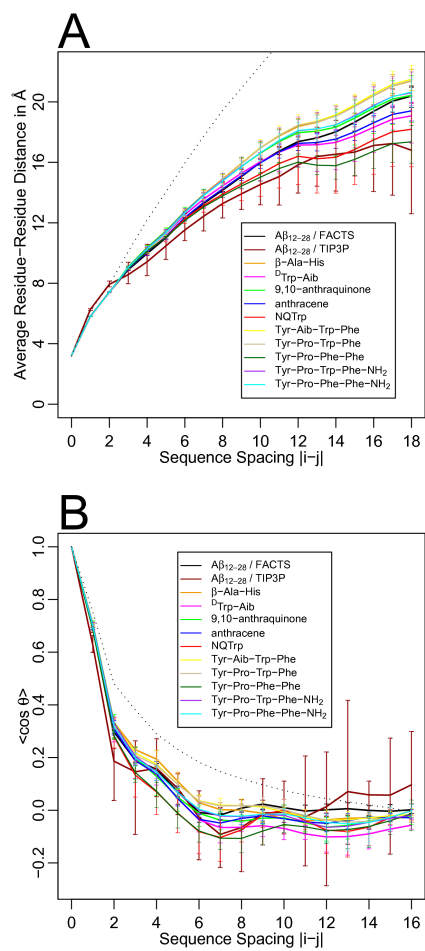 A
Average Residue−Residue Distance in Å
20
16
12
8
4
0
Aβ12−28 / FACTS
Aβ12−28 / TIP3P
β−Ala−His
DTrp−Aib
9,10−anthraquinone
anthracene
NQTrp
Tyr−Aib−Trp−Phe
Tyr−Pro−Trp−Phe
Tyr−Pro−Phe−Phe
Tyr−Pro−Trp−Phe−NH2
Tyr−Pro−Phe−Phe−NH2
0 2 4 6 8 10 12 14 16 18
Sequence Spacing |i−j|
B
<cos θ>
1.0
0.8
0.6
0.4
0.2
0.0
−0.2
Aβ12−28 / FACTS
Aβ12−28 / TIP3P
β−Ala−His
DTrp−Aib
9,10−anthraquinone
anthracene
NQTrp
Tyr−Aib−Trp−Phe
Tyr−Pro−Trp−Phe
Tyr−Pro−Phe−Phe
Tyr−Pro−Trp−Phe−NH2
Tyr−Pro−Phe−Phe−NH2
0 2 4 6 8 10 12 14 16
Sequence Spacing |i−j|